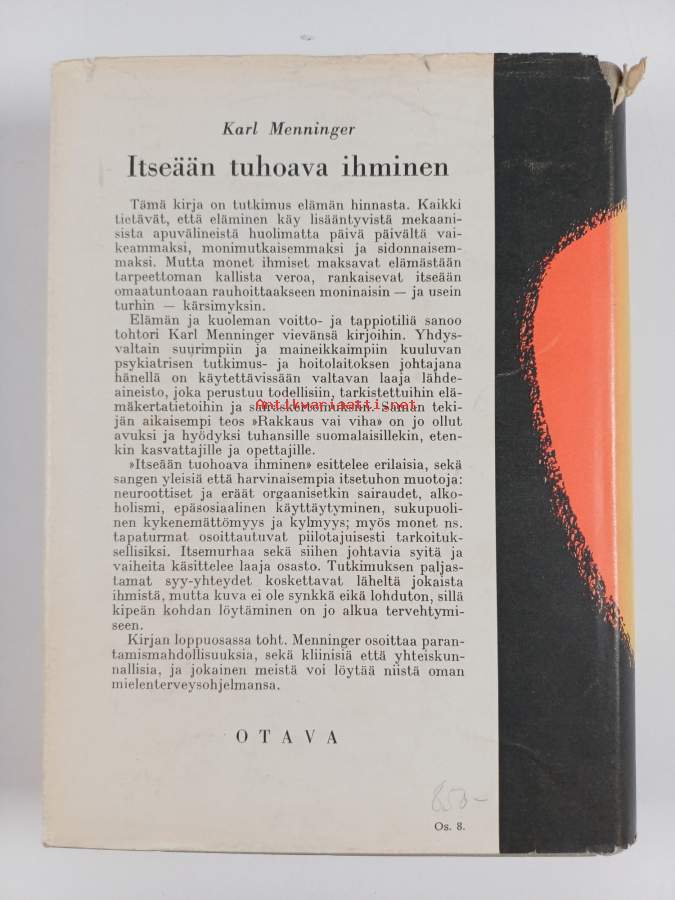 Karl Menninger
Itseään tuhoava ihminen
Tämä kirja on tutkimus elämän hinnasta. Kaikki
tietävät, että eläminen käy lisääntyvistä mekaani-
sista apuvälineistä huolimatta päivä päivältä vai-
keammaksi, monimutkaisemmaksi ja sidonnaisem-
maksi. Mutta monet ihmiset maksavat elämästään
tarpeettoman kallista veroa, rankaisevat itseään
omaatuntoaan rauhoittaakseen moninaisin — ja usein
turhin — kärsimyksin.
Elämän ja kuoleman voitto- ja tappiotiliä sanoo
tohtori Karl Menninger vievänsä kirjoihin. Yhdys-
valtain suurimpiin ja maineikkaimpiin kuuluvan
psykiatrisen tutkimus- ja hoitolaitoksen johtajana
hänellä on käytettävissään valtavan laaja lähde-
aineisto, joka perustuu todellisiin, tarkistettuihin elä-
mäkertatietoihin ja sairaskertomuksiin. Saman teki-
antikvariaatti.net
jän aikaisempi teos »Rakkaus vai viha» on jo ollut
avuksi ja hyödyksi tuhansille suomalaisillekin, eten-
kin kasvattajille ja opettajille.
»Itseään tuohoava ihminen» esittelee erilaisia, sekä
sangen yleisiä että harvinaisempia itsetuhon muotoja:
neuroottiset ja eräät orgaanisetkin sairaudet, alko-
holismi, epäsosiaalinen käyttäytyminen, sukupuoli-
nen kykenemättömyys ja kylmyys; myös monet ns.
tapaturmat osoittautuvat piilotajuisesti tarkoituk-
sellisiksi. Itsemurhaa sekä siihen johtavia syitä ja
vaiheita käsittelee laaja osasto. Tutkimuksen paljas-
tamat syy-yhteydet koskettavat läheltä jokaista
ihmistä, mutta kuva ei ole synkkä eikä lohduton, sillä
kipeän kohdan löytäminen on jo alkua tervehtymi-
seen.
Kirjan loppuosassa toht. Menninger osoittaa paran-
tamismahdollisuuksia, sekä kliinisiä että yhteiskun-
nallisia, ja jokainen meistä voi löytää niistä oman
mielenterveysohjelmansa.
OTAVA
850-
Os. 8.